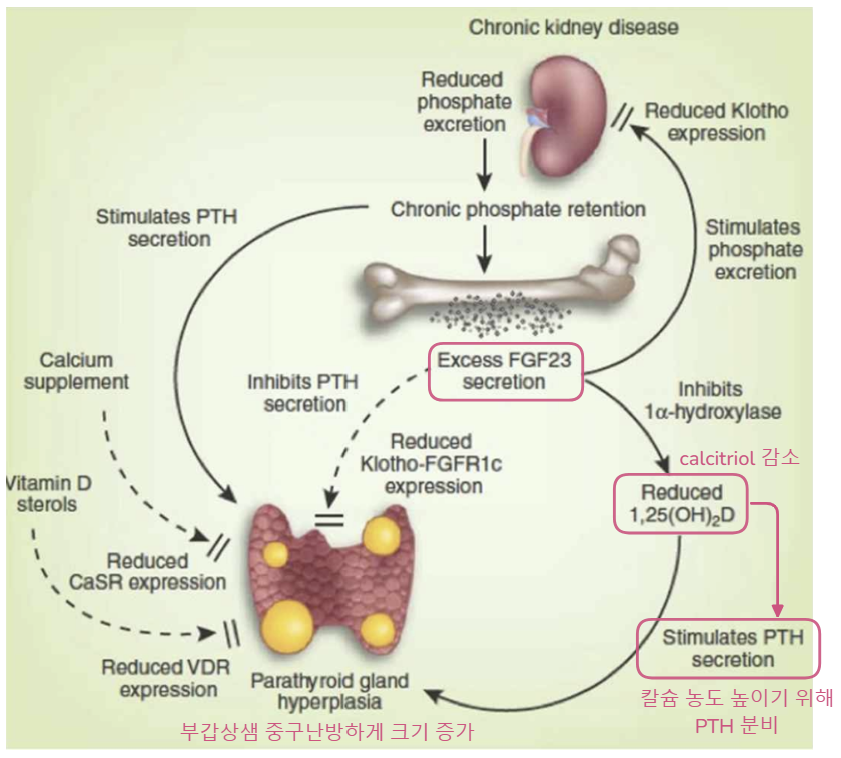 Chronic kidney disease
Reduced
phosphate
excretion
Reduced Klotho
expression
Chronic phosphate retention
Stimulates PTH
secretion
Stimulates
phosphate
excretion
Excess FGF23
secretion
Calcium
supplement
Inhibits PTH
secretion
Inhibits
1α-hydroxylase
Reduced
Klotho-FGFR1c
expression
calcitriol 감소
Vitamin D
sterols
Reduced
1,25(OH)₂D
Reduced
CaSR expression
Stimulates PTH
secretion
Reduced VDR
expression
Parathyroid gland
hyperplasia
칼슘 농도 높이기 위해
PTH 분비
부갑상샘 중구난방하게 크기 증가